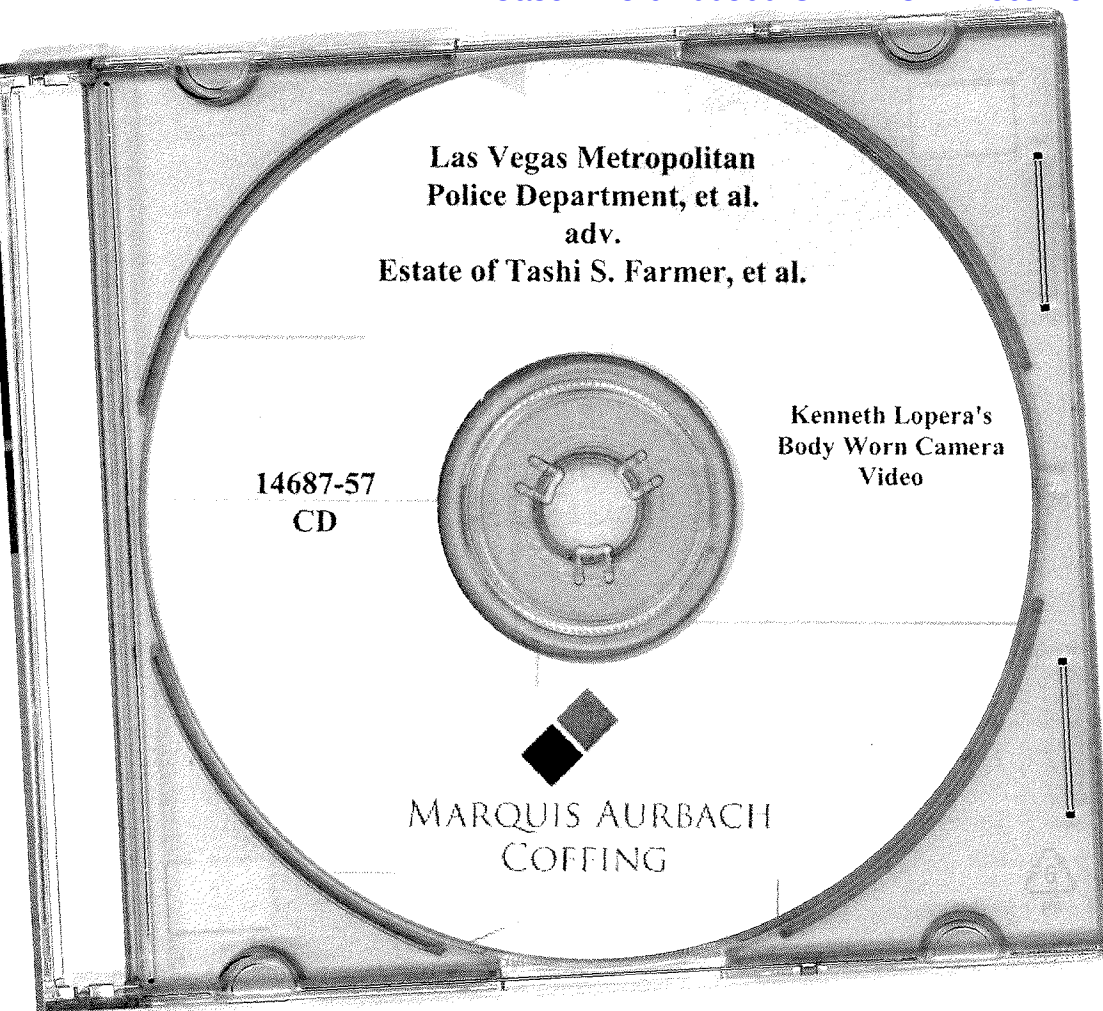 Las Vegas Metropolitan
Police Department, et al.
adv.
Estate of Tashi S. Farmer, et al.
Kenneth Lopera's
Body Worn Camera
Video
14687-57
CD
MARQUIS AURBACH
COFFING